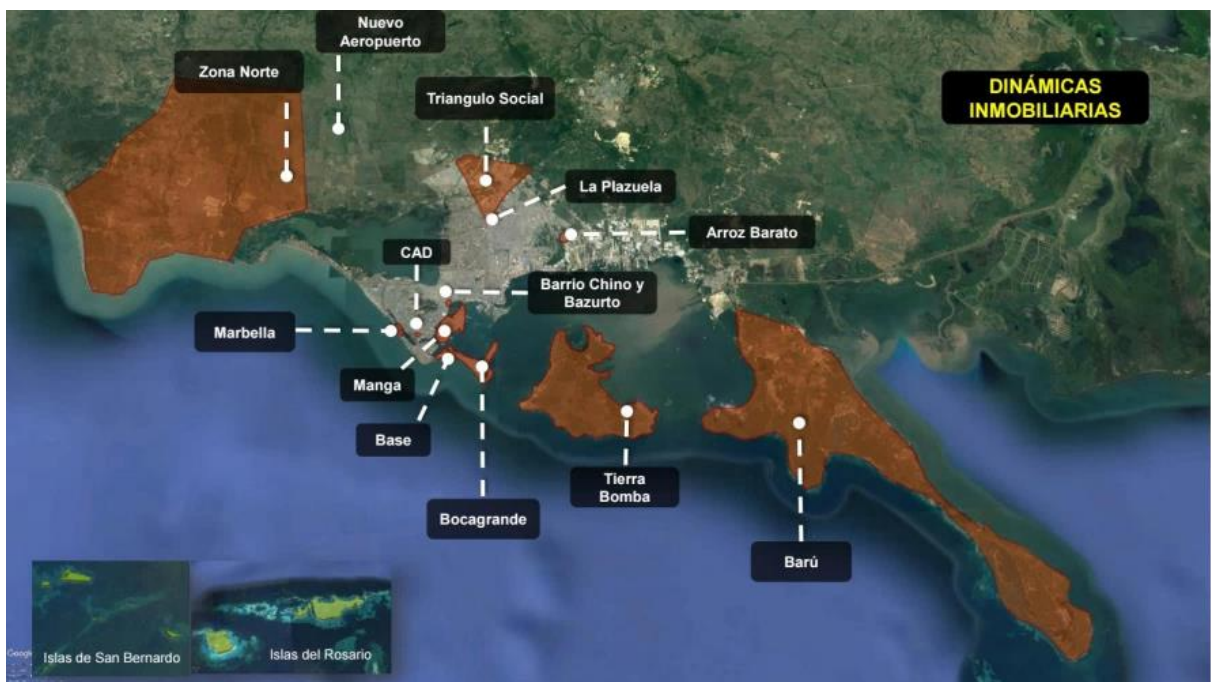 Nuevo
Aeropuerto
Zona Norte
DINÁMICAS
INMOBILIARIAS
Triangulo Social
La Plazuela
Arroz Barato
CAD
Barrio Chino y
Bazurto
Marbella
Manga
Base
Tierra
Bomba
Bocagrande
Barú
Islas de San Bernardo
Islas del Rosario
Google